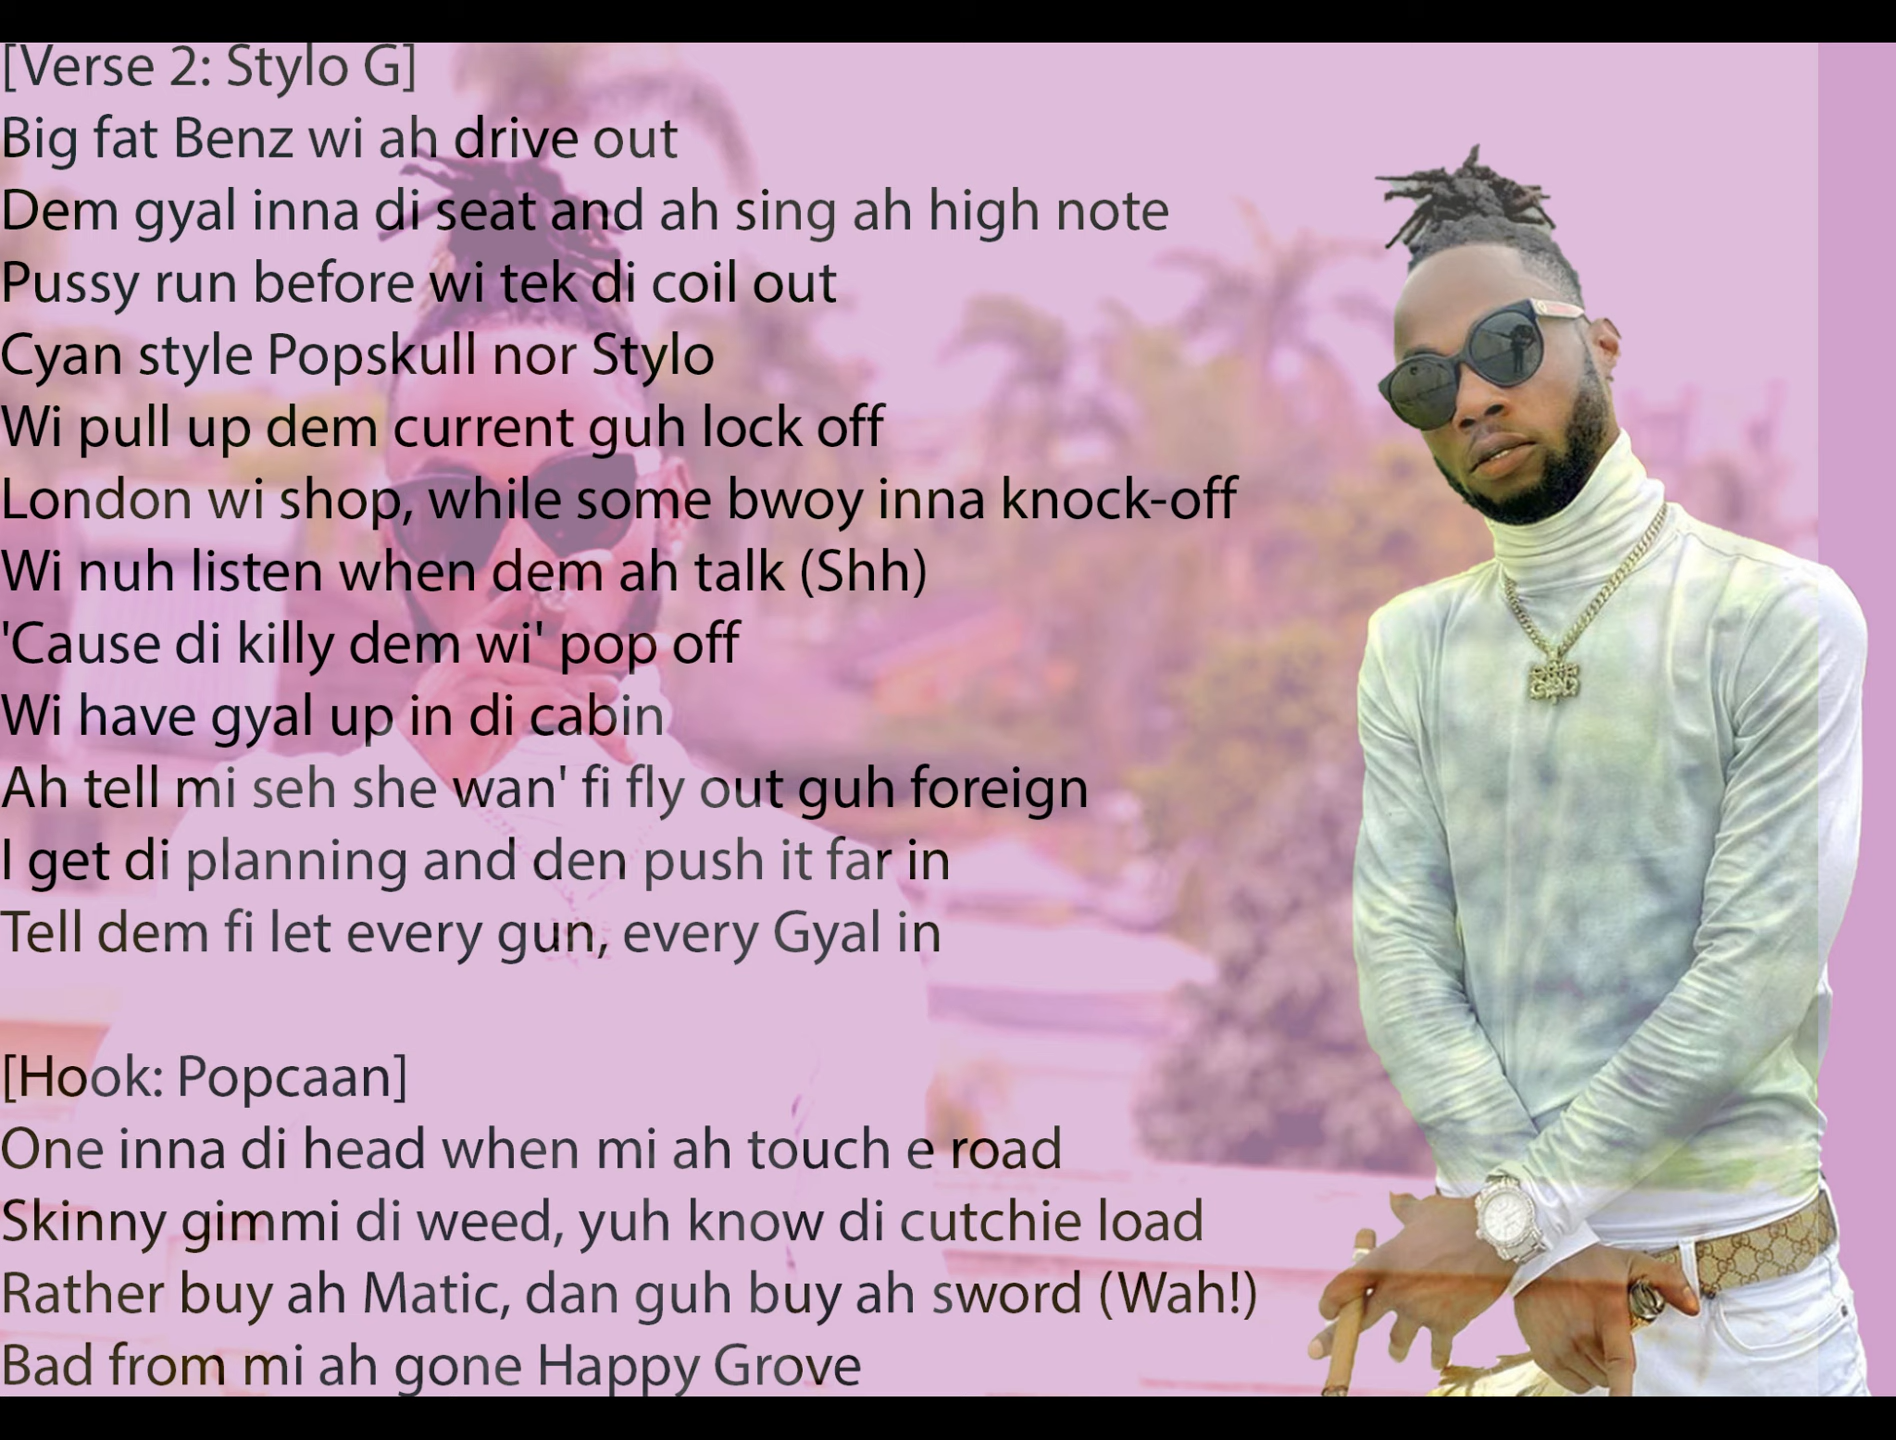 [Verse 2: Stylo G]
Big fat Benz wi ah drive out
Dem gyal inna di seat and ah sing ah high note
Pussy run before wi tek di coil out
Cyan style Popskull nor Stylo
Wi pull up dem current guh lock off
London wi shop, while some bwoy inna knock-off
Wi nuh listen when dem ah talk (Shh)
'Cause di killy dem wi' pop off
Wi have gyal up in di cabin
Ah tell mi seh she wan' fi fly out guh foreign
I get di planning and den push it far in
Tell dem fi let every gun, every Gyal in
[Hook: Popcaan]
One inna di head when mi ah touch e road
Skinny gimmi di weed, yuh know di cutchie load
Rather buy ah Matic, dan guh buy ah sword (Wah!)
Bad from mi ah gone Happy Grove